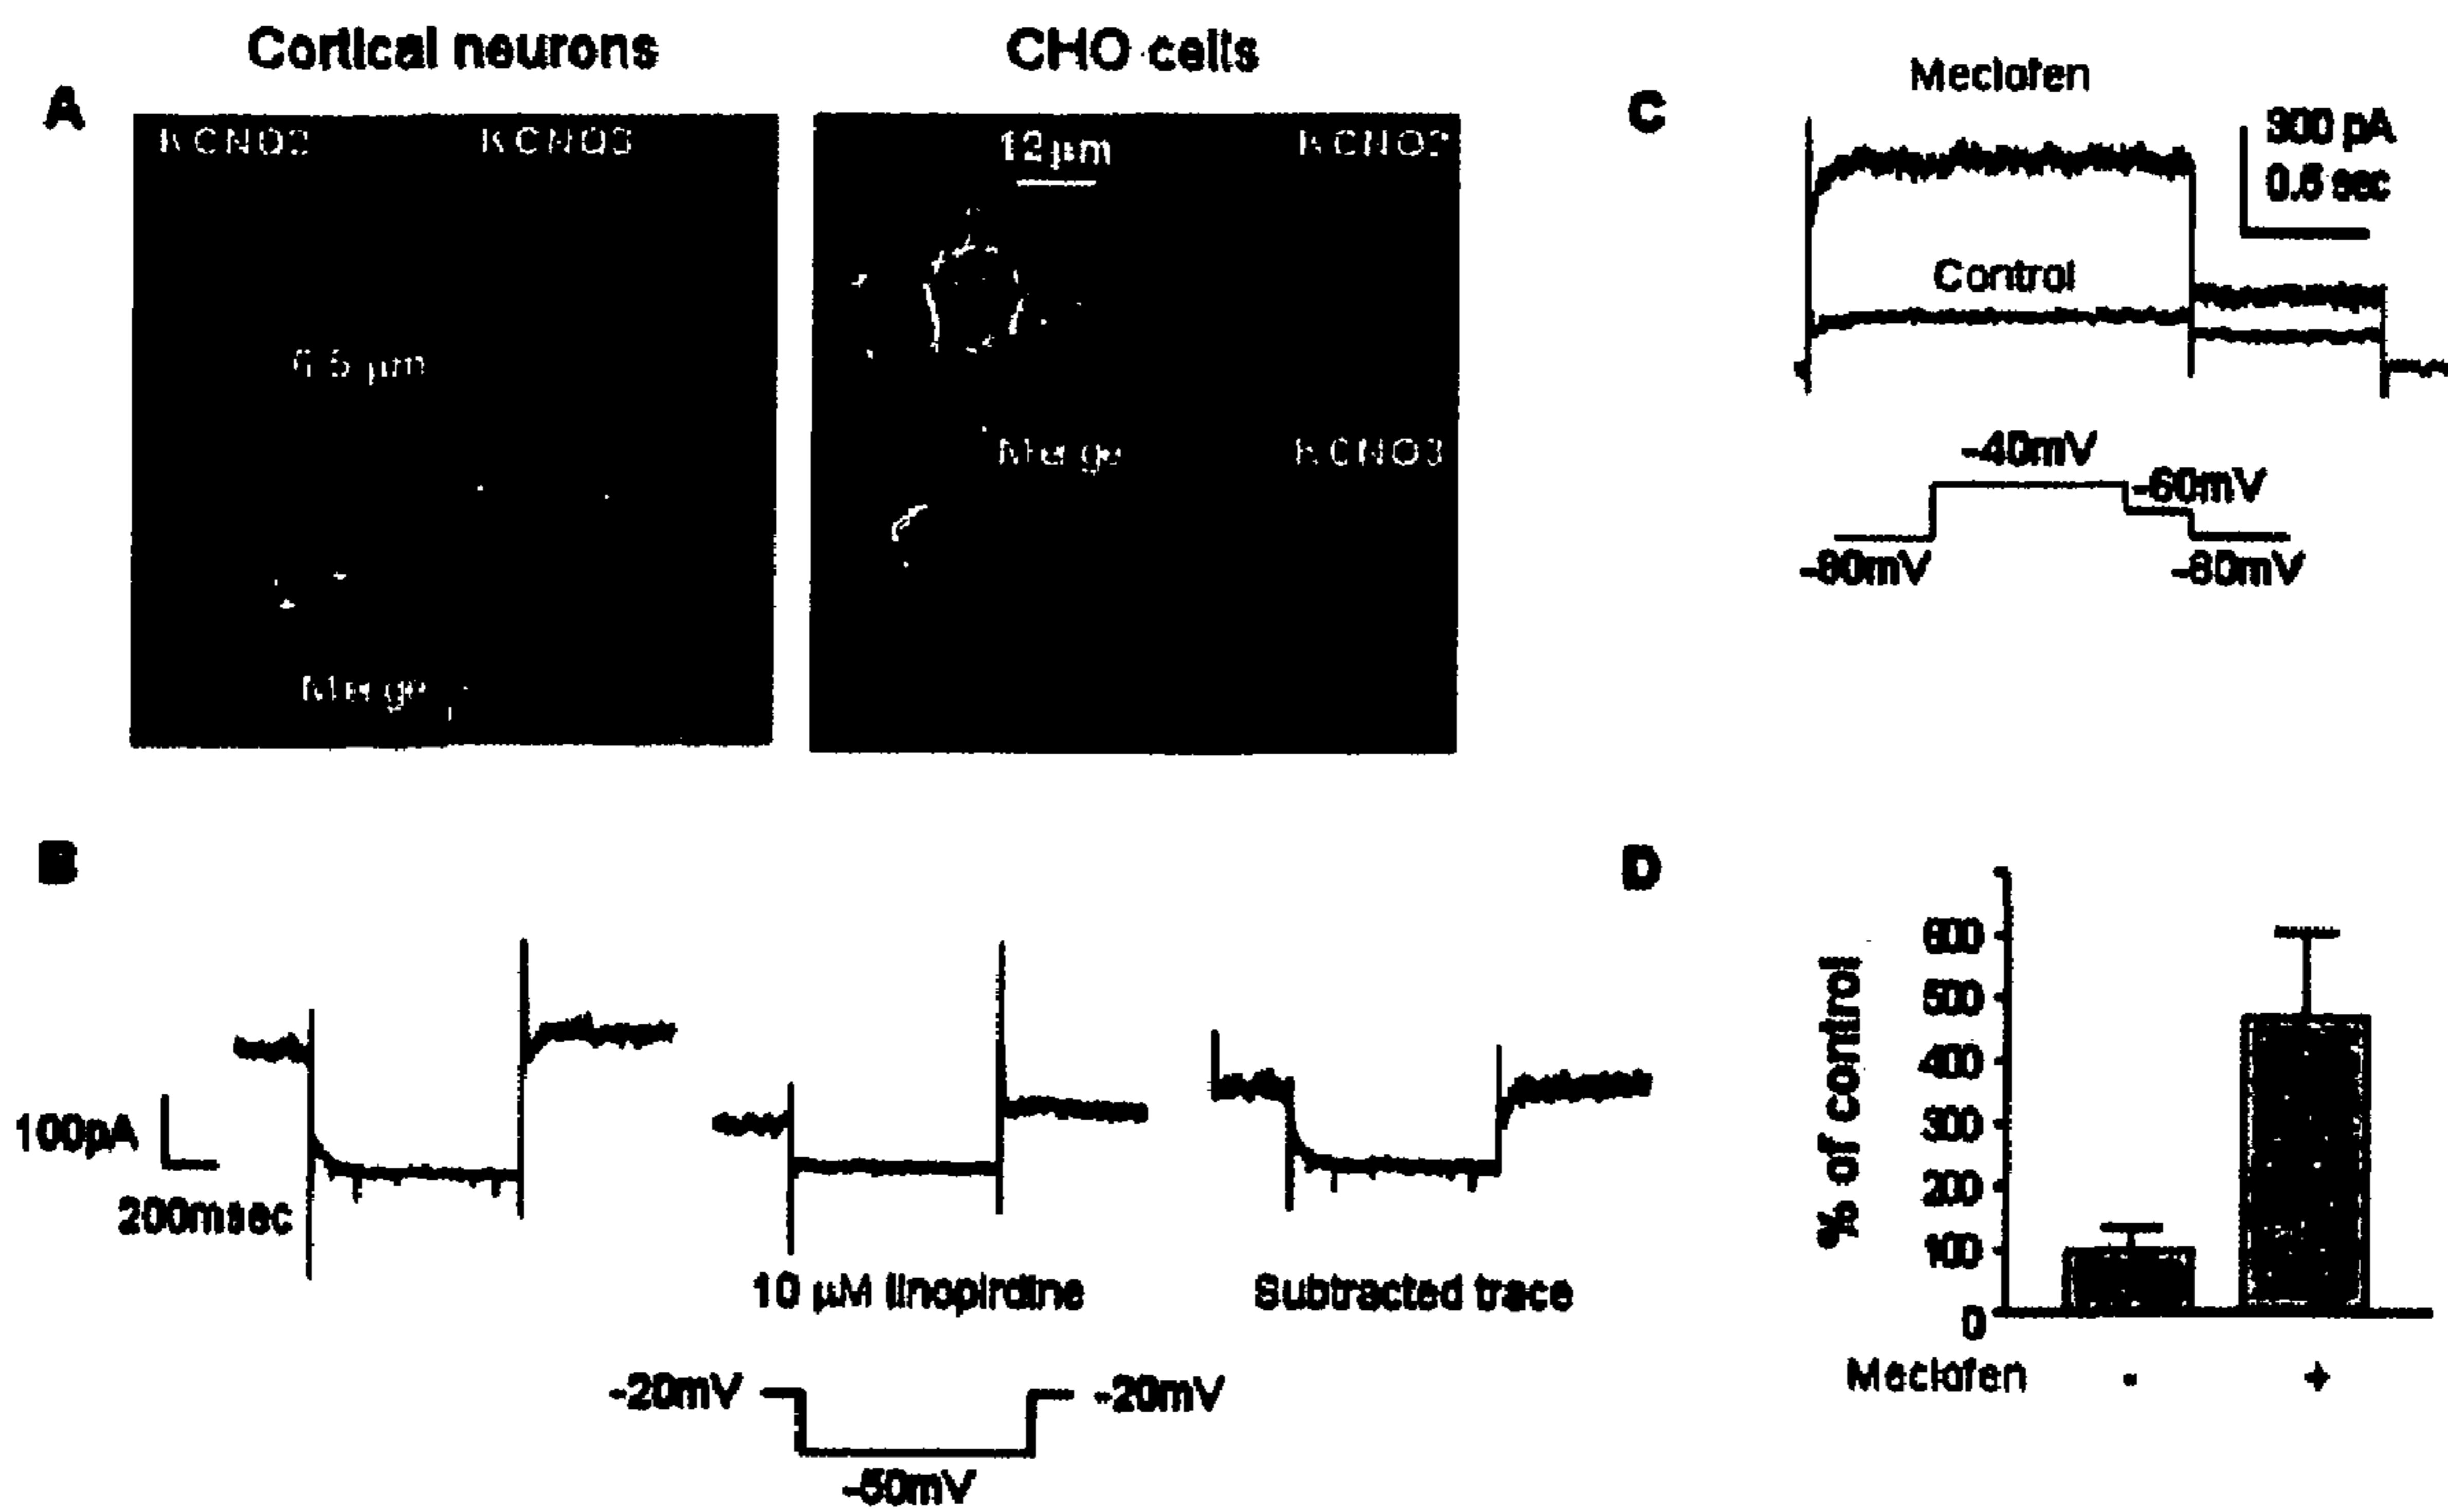 Cortical neurons
CHO cells
A
KCNQ2
KCNQ3
12 µm
KCNQ2
µm
Merge
KCNQ3
Merge
C
Meclofen
300 pA
0.5 sec
Control
-40mV
-60mV
-80mV
-80mV
B
100pA
200msec
10 µM linopirdine
Subtracted trace
-20mV
-20mV
-50mV
D
% of control
600
500
400
300
200
100
0
Meclofen
-
+